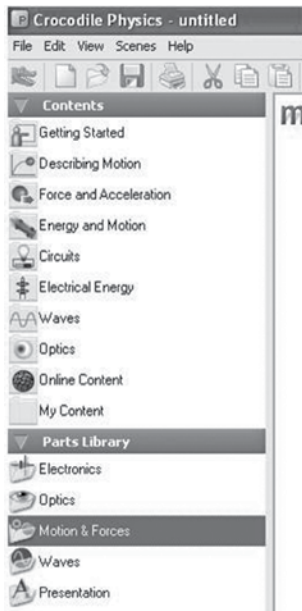 Crocodile Physics - untitled
File Edit View Scenes Help
Contents
Getting Started
Describing Motion
Force and Acceleration
Energy and Motion
Circuits
Electrical Energy
Waves
Optics
Online Content
My Content
Parts Library
Electronics
Optics
Motion & Forces
Waves
Presentation